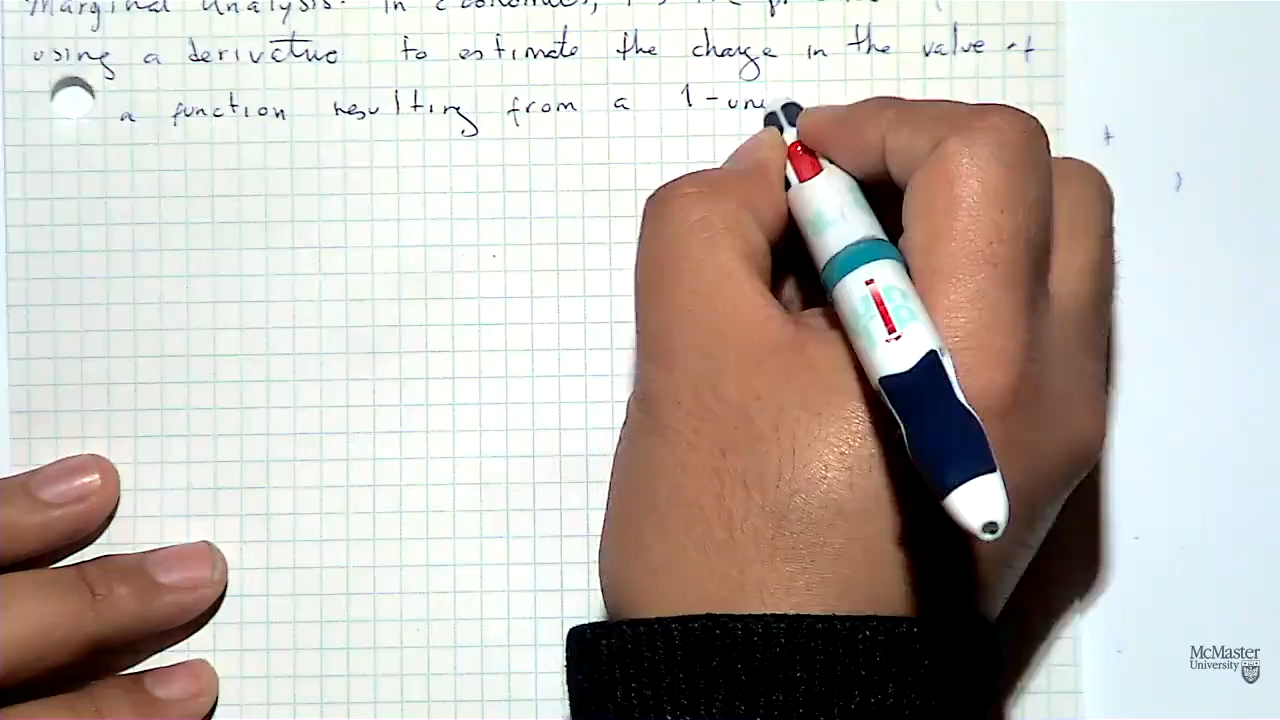 Marginal Analysis: In economics,
using a derivative to estimate the change in the value of
a function resulting from a 1-un
McMaster
University